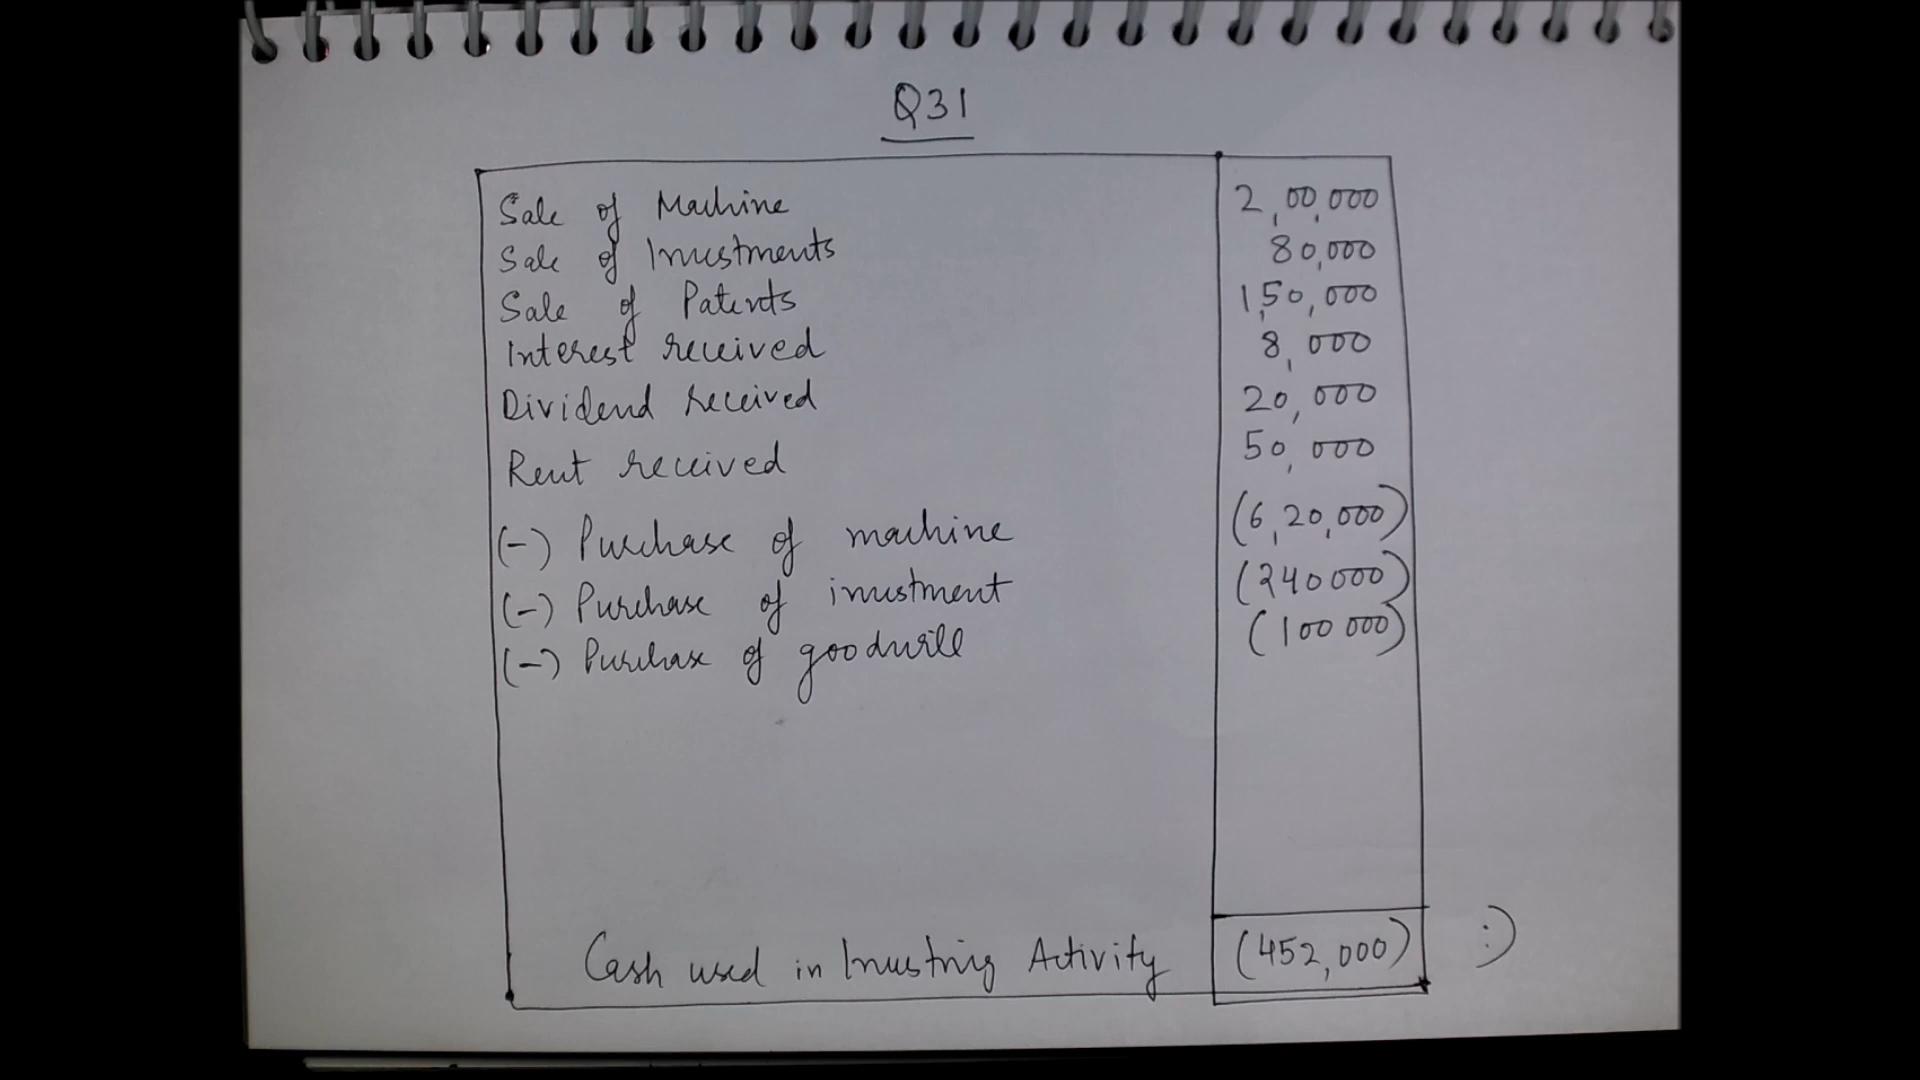 Q31
Sale of Machine 2,00,000
Sale of Investments 80,000
Sale of Patents 1,50,000
Interest received 8,000
Dividend received 20,000
Rent received 50,000
(-) Purchase of machine (6,20,000)
(-) Purchase of investment (240000)
(-) Purchase of goodwill (100 000)
Cash used in Investing Activity (452,000) :)